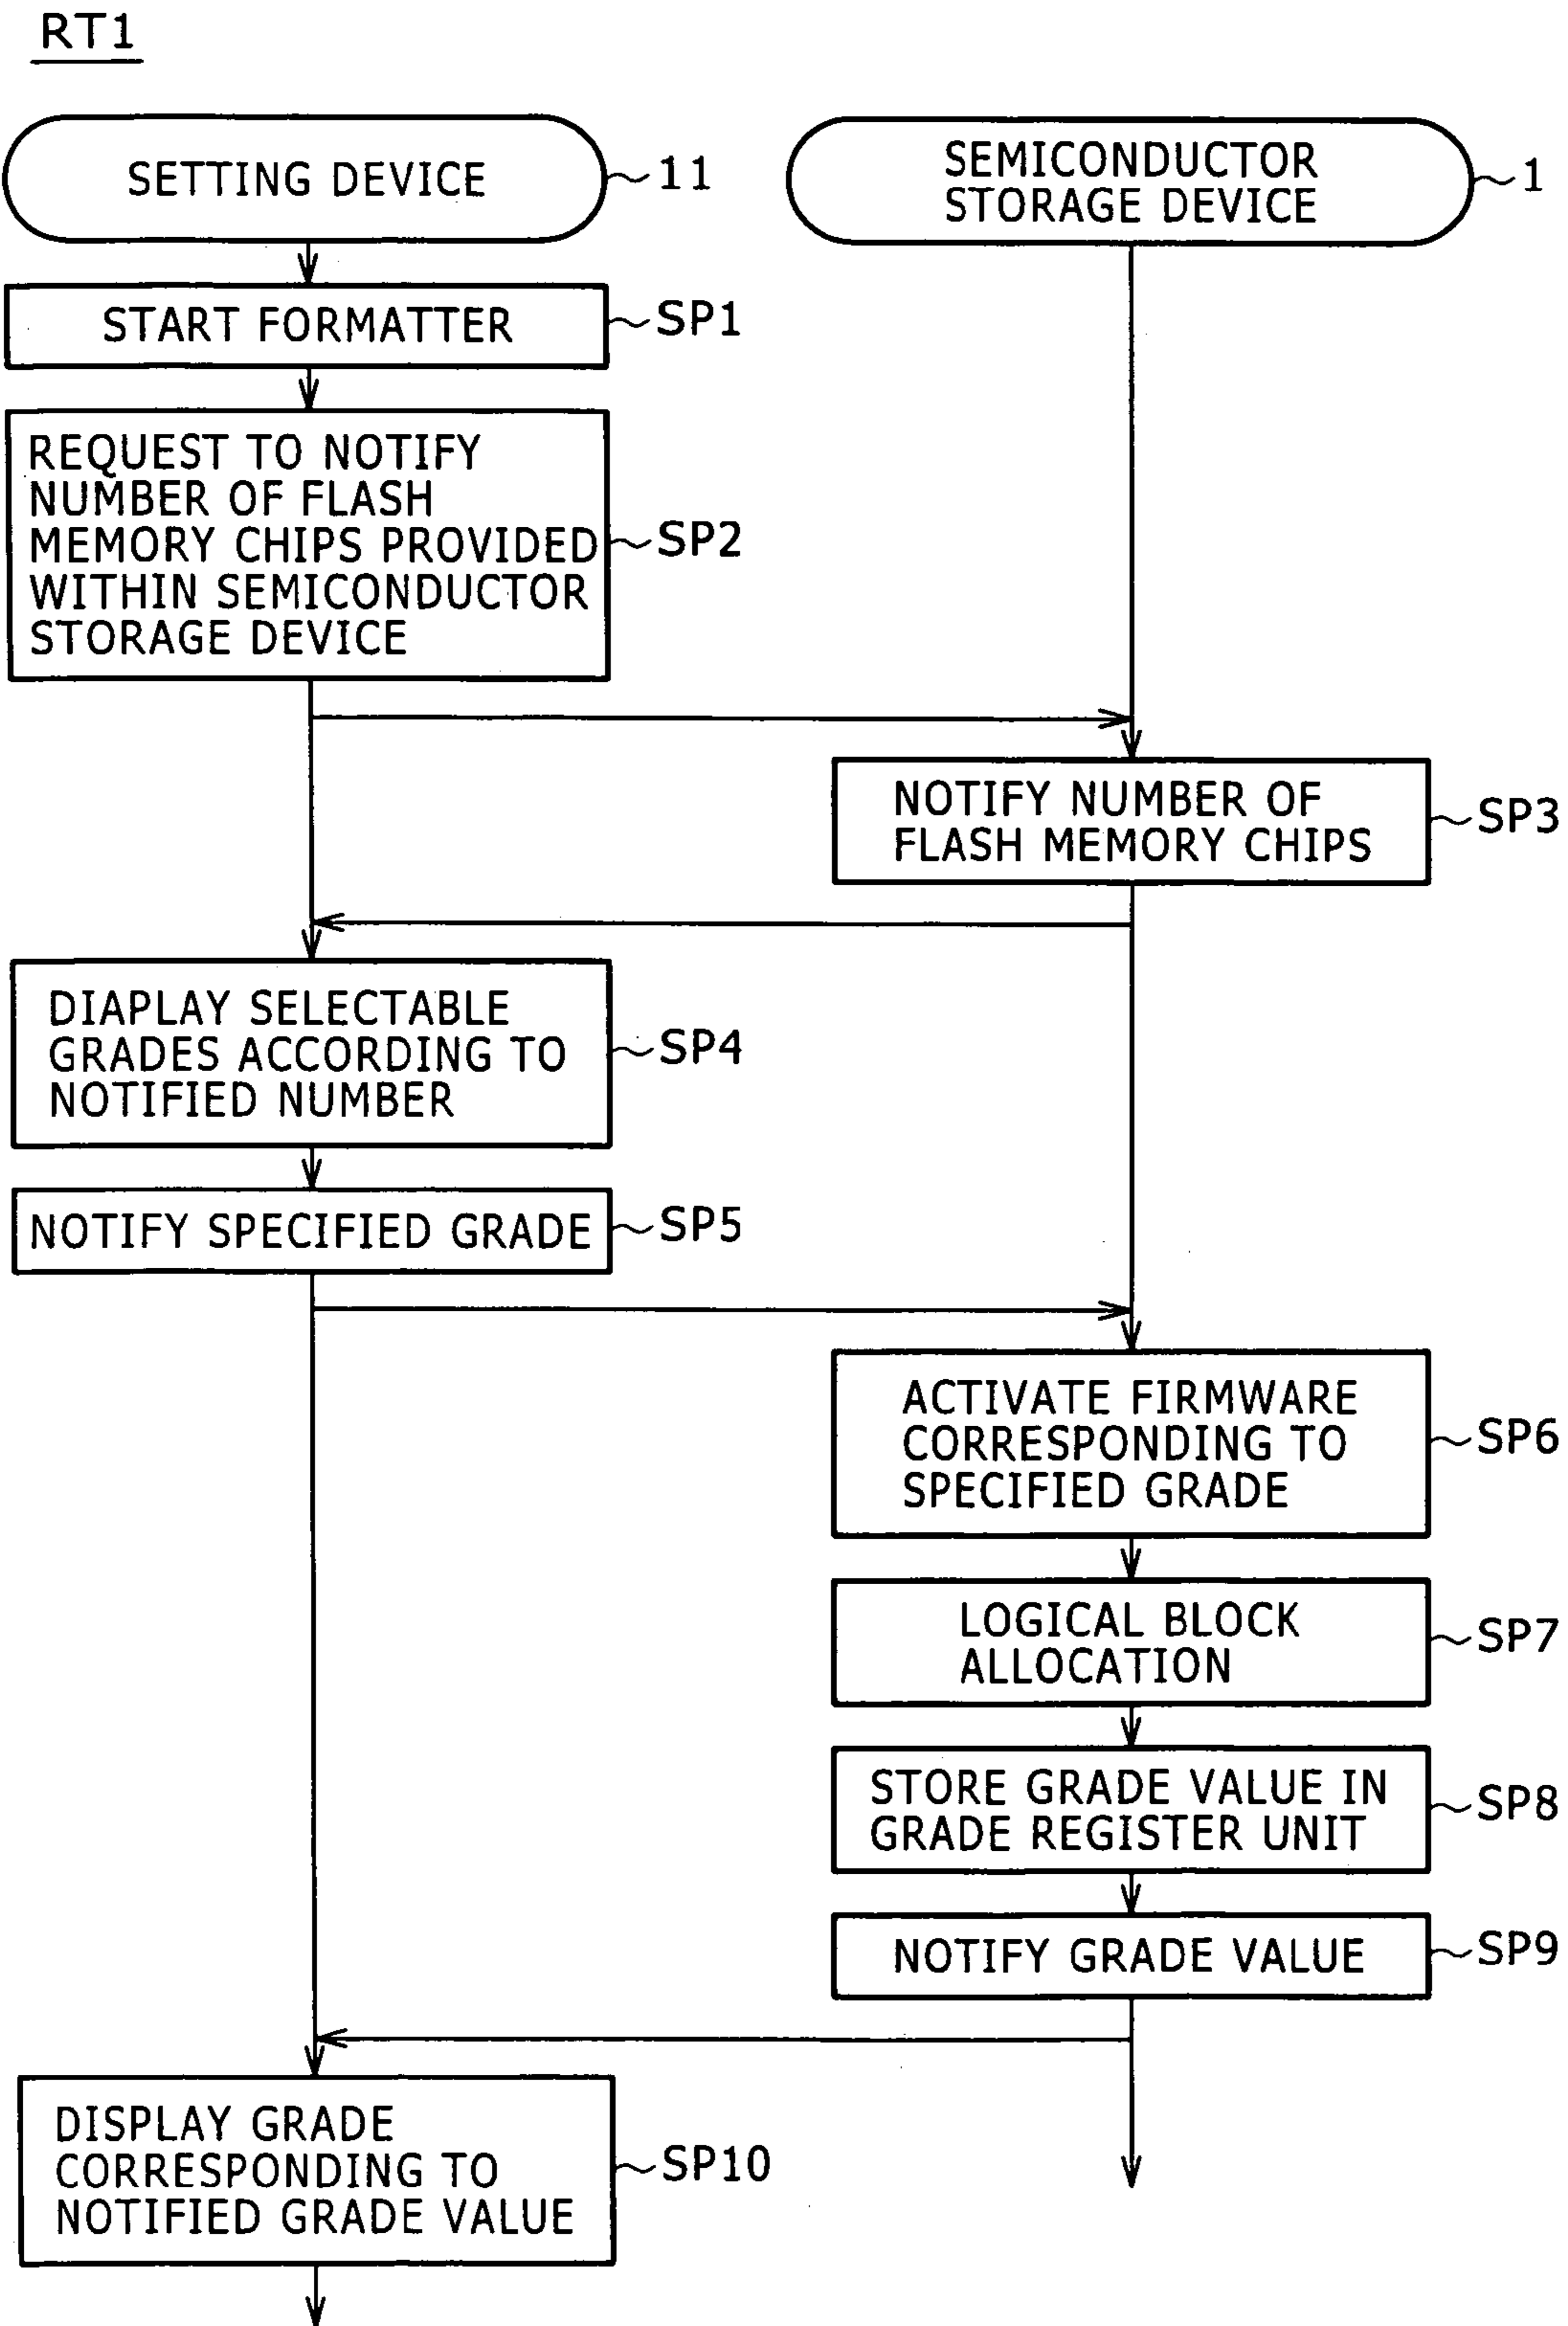 RT1
SETTING DEVICE
11
SEMICONDUCTOR
STORAGE DEVICE
1
START FORMATTER
SP1
REQUEST TO NOTIFY
NUMBER OF FLASH
MEMORY CHIPS PROVIDED
WITHIN SEMICONDUCTOR
STORAGE DEVICE
SP2
NOTIFY NUMBER OF
FLASH MEMORY CHIPS
SP3
DIAPLAY SELECTABLE
GRADES ACCORDING TO
NOTIFIED NUMBER
SP4
NOTIFY SPECIFIED GRADE
SP5
ACTIVATE FIRMWARE
CORRESPONDING TO
SPECIFIED GRADE
SP6
LOGICAL BLOCK
ALLOCATION
SP7
STORE GRADE VALUE IN
GRADE REGISTER UNIT
SP8
NOTIFY GRADE VALUE
SP9
DISPLAY GRADE
CORRESPONDING TO
NOTIFIED GRADE VALUE
SP10